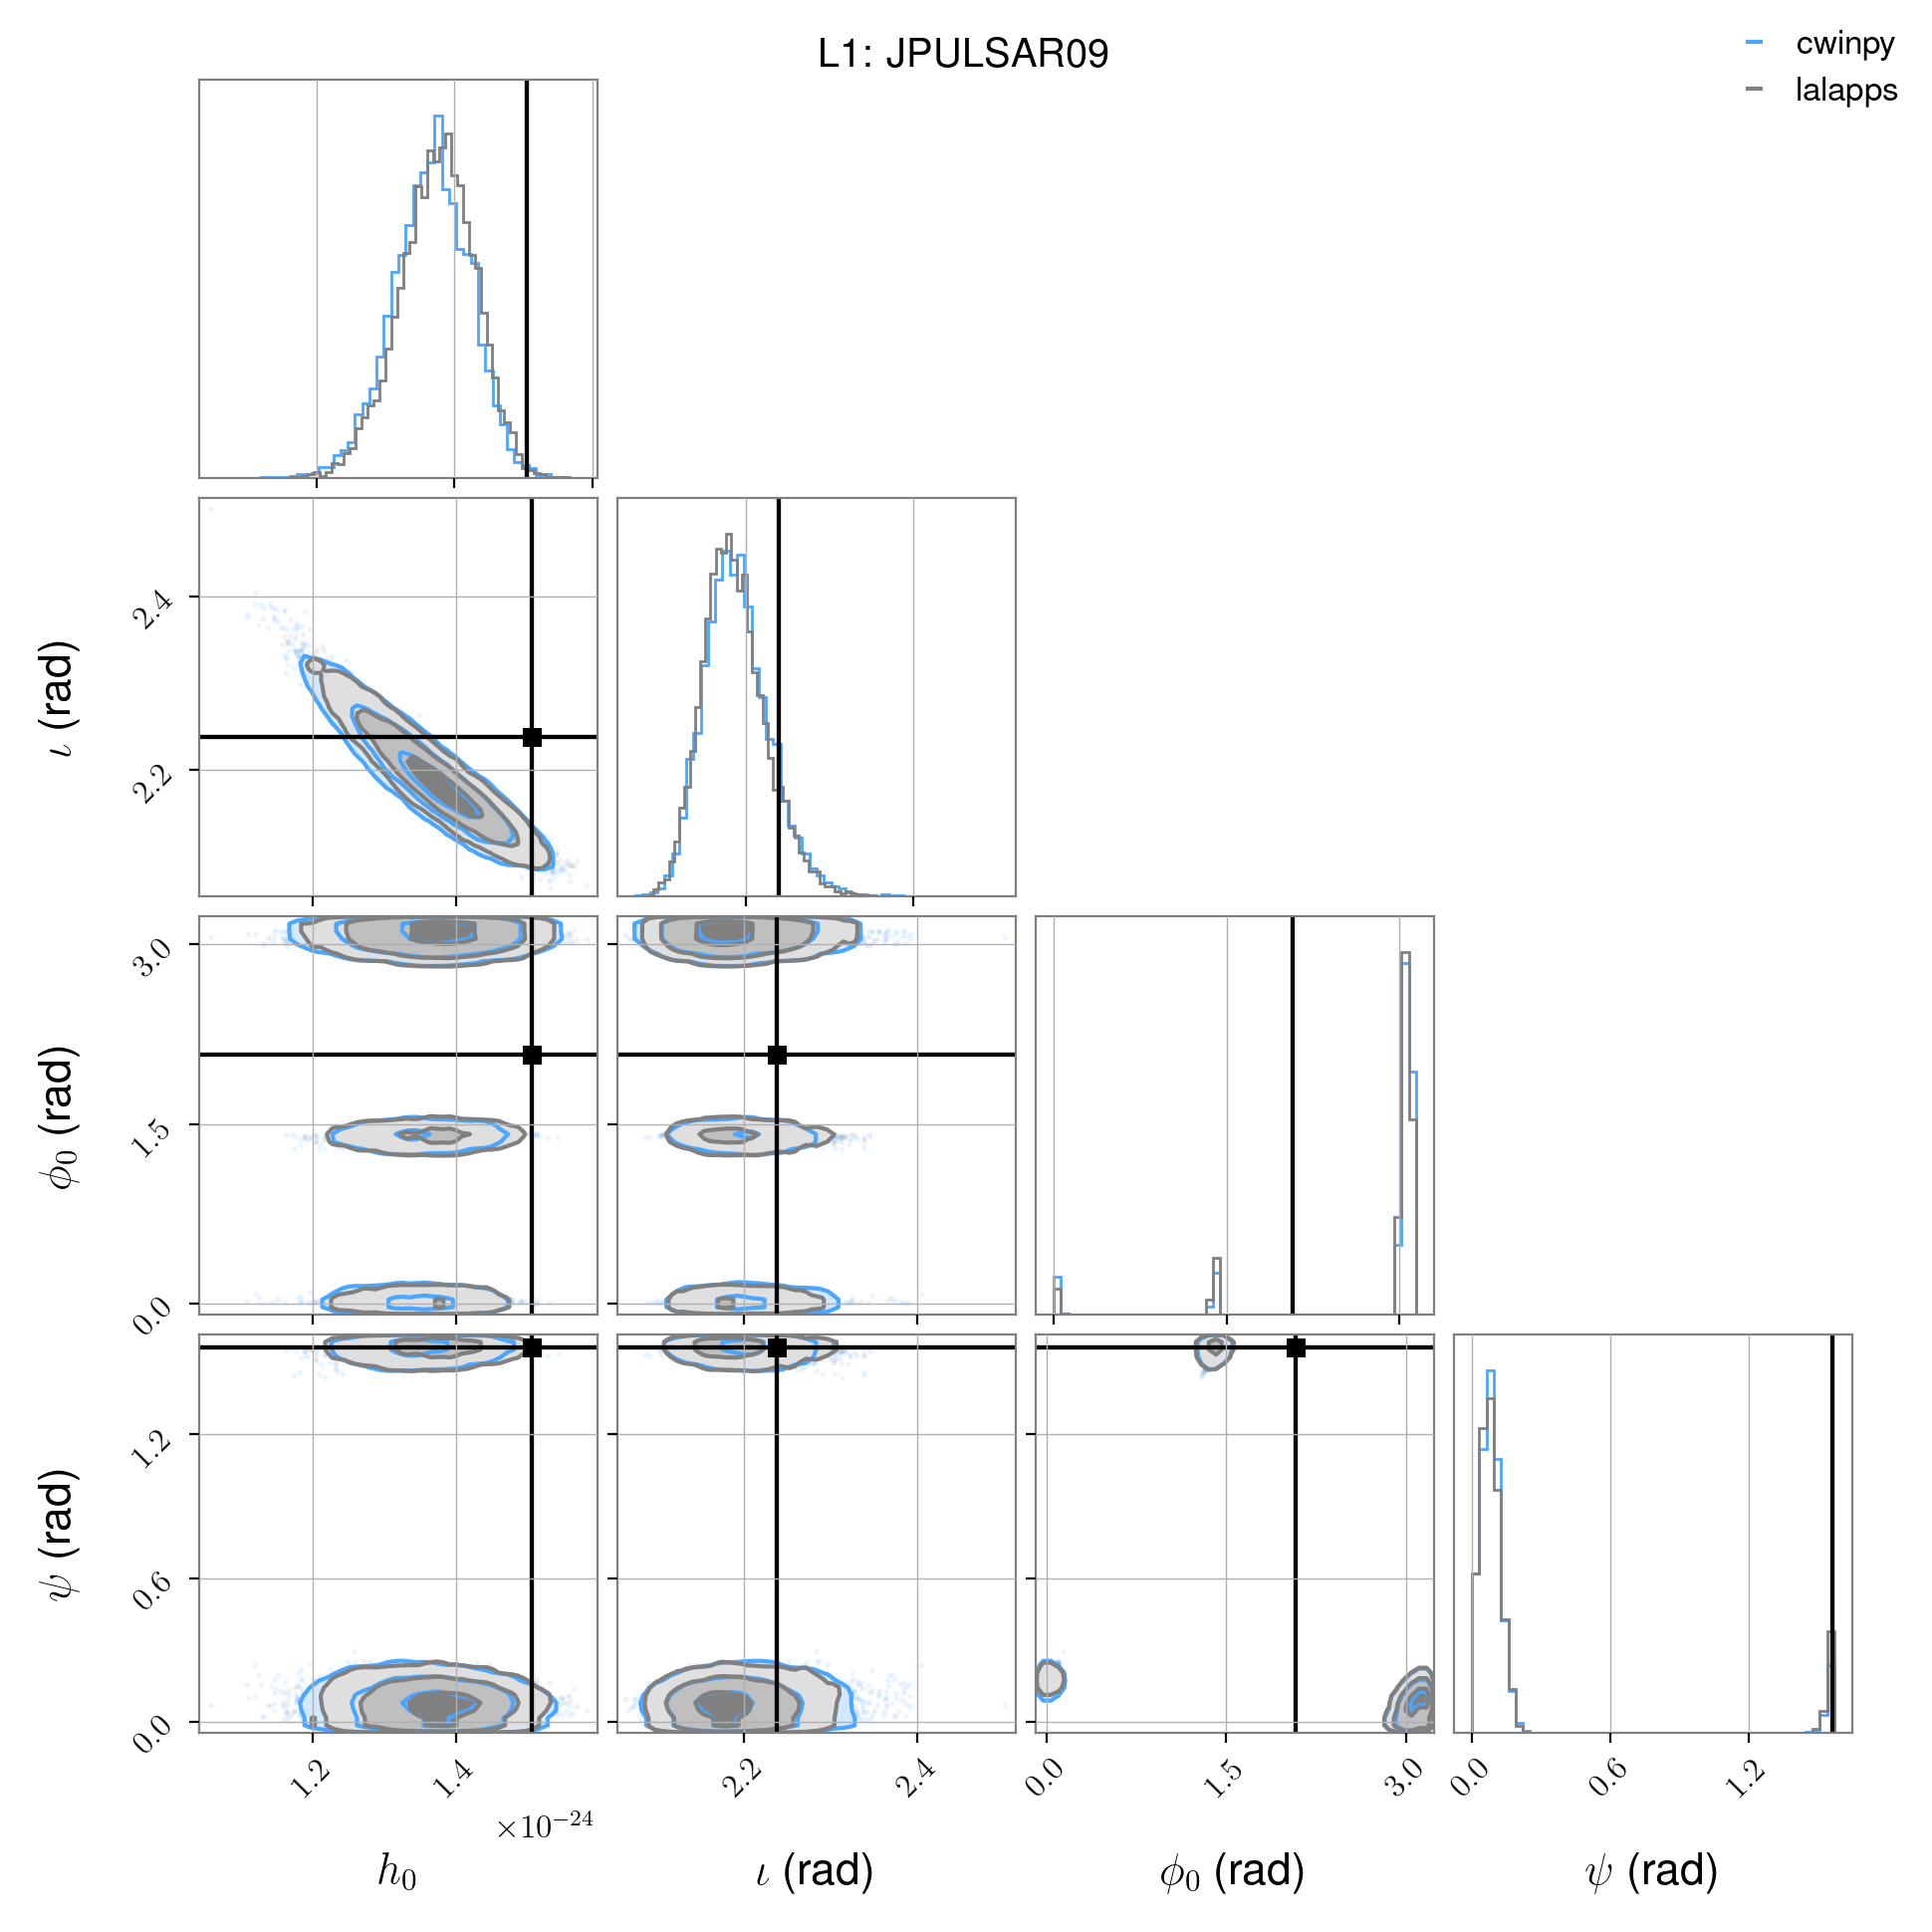 L1: JPULSAR09
cwinpy
lalapps
ι (rad)
2.4
2.2
ϕ₀ (rad)
3.0
1.5
0.0
ψ (rad)
1.2
0.6
0.0
1.2 1.4
×10⁻²⁴
h₀
2.2 2.4
ι (rad)
0.0 1.5 3.0
ϕ₀ (rad)
0.0 0.6 1.2
ψ (rad)